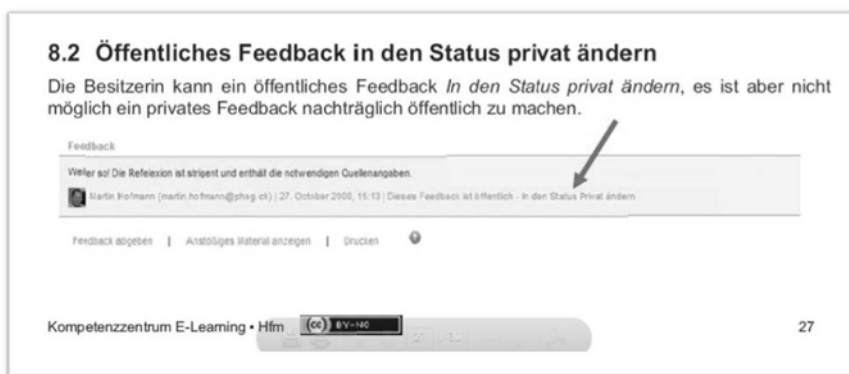 8.2 Öffentliches Feedback in den Status privat ändern
Die Besitzerin kann ein öffentliches Feedback In den Status privat ändern, es ist aber nicht
möglich ein privates Feedback nachträglich öffentlich zu machen.
Feedback
Weiter so! Die Refelexion ist stringent und enthält die notwendigen Quellenangaben.
Martin Hofmann (martin.hofmann@phsg.ch) | 27. October 2008, 15:13 | Dieses Feedback ist öffentlich - In den Status Privat ändern
Feedback abgeben | Anstößiges Material anzeigen | Drucken
Kompetenzzentrum E-Learning • Hfm (cc) BY-NC 27